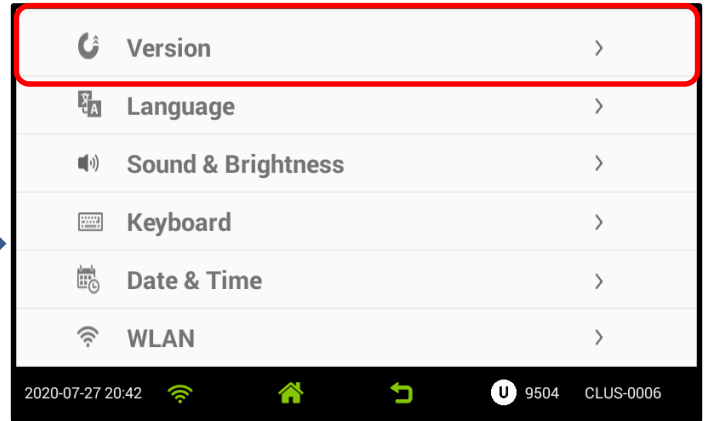 Version
Language
Sound & Brightness
Keyboard
Date & Time
WLAN
2020-07-27 20:42 U 9504 CLUS-0006